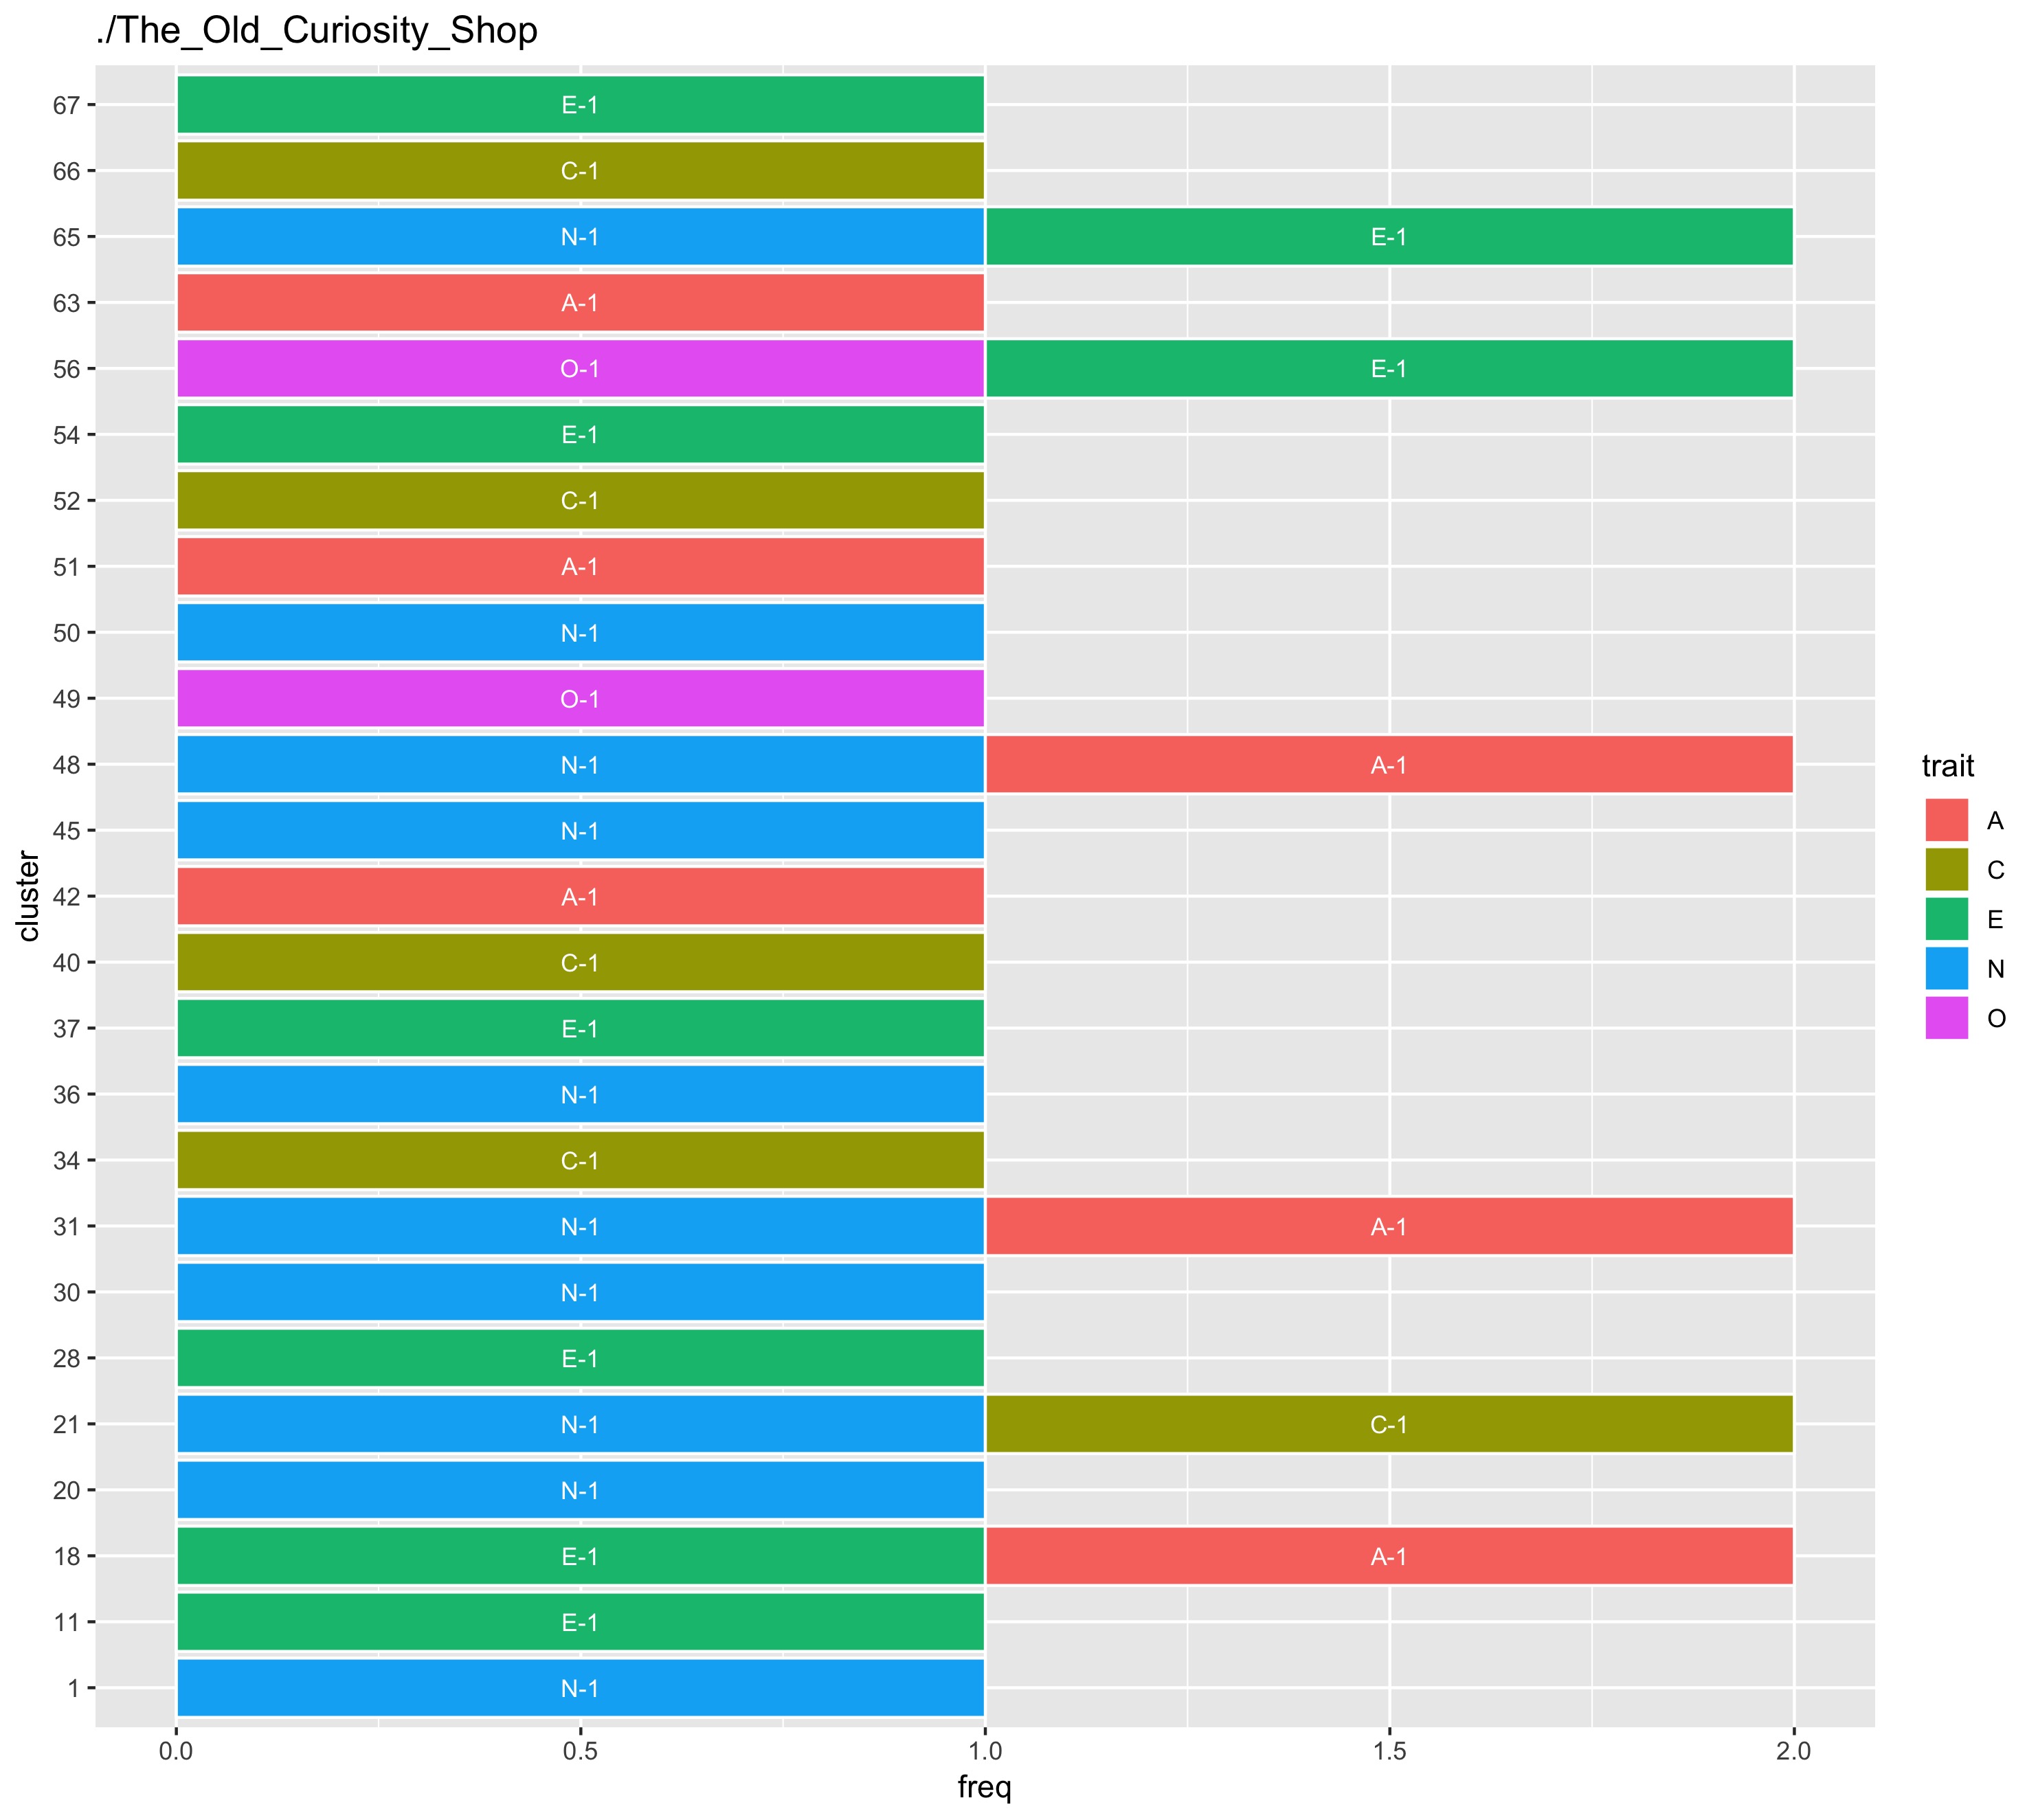 ./The_Old_Curiosity_Shop
67 E-1
66 C-1
65 N-1 E-1
63 A-1
56 O-1 E-1
54 E-1
52 C-1
51 A-1
50 N-1
49 O-1
48 N-1 A-1
45 N-1
42 A-1
40 C-1
37 E-1
36 N-1
34 C-1
31 N-1 A-1
30 N-1
28 E-1
21 N-1 C-1
20 N-1
18 E-1 A-1
11 E-1
1 N-1
0.0 0.5 1.0 1.5 2.0
freq
cluster
trait
A
C
E
N
O